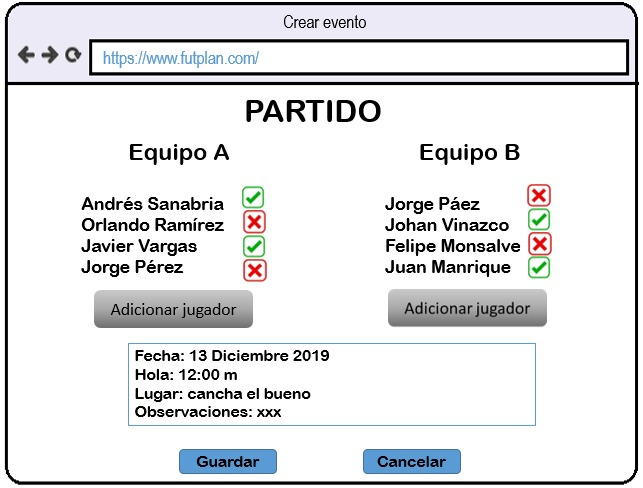 Crear evento
https://www.futplan.com/
PARTIDO
Equipo A
Equipo B
Andrés Sanabria
Orlando Ramírez
Javier Vargas
Jorge Pérez
Jorge Páez
Johan Vinazco
Felipe Monsalve
Juan Manrique
Adicionar jugador
Adicionar jugador
Fecha: 13 Diciembre 2019
Hola: 12:00 m
Lugar: cancha el bueno
Observaciones: xxx
Guardar
Cancelar